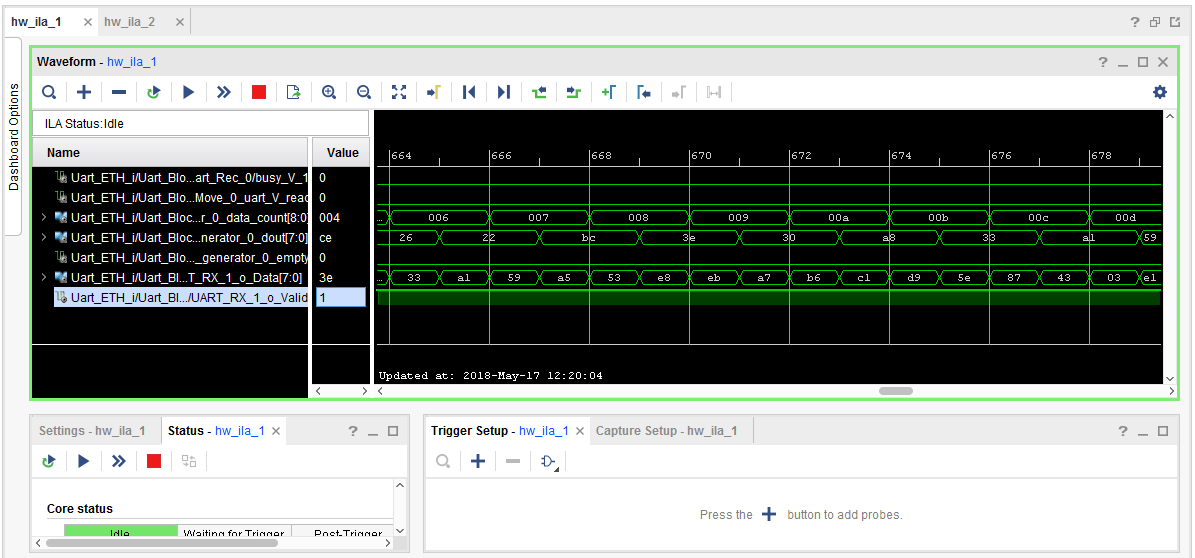 hw_ila_1 × hw_ila_2 × ?
Dashboard Options
Waveform - hw_ila_1 ?
ILA Status:Idle
Name Value
664 666 668 670 672 674 676 678
Uart_ETH_i/Uart_Blo...art_Rec_0/busy_V_1 0
Uart_ETH_i/Uart_Blo...Move_0_uart_V_read 0
Uart_ETH_i/Uart_Bloc...r_0_data_count[8:0] 004 ... 006 007 008 009 00a 00b 00c 00d
Uart_ETH_i/Uart_Bloc...nerator_0_dout[7:0] ce 26 22 bc 3e 30 a8 33 a1 59
Uart_ETH_i/Uart_Bloc..._generator_0_empty 0
Uart_ETH_i/Uart_Bl...T_RX_1_o_Data[7:0] 3e ... 33 a1 59 a5 53 e8 eb a7 b6 c1 d9 5e 87 43 03 e1
Uart_ETH_i/Uart_Bl.../UART_RX_1_o_Valid 1
Updated at: 2018-May-17 12:20:04
Settings - hw_ila_1 Status - hw_ila_1 × ?
Core status
Idle Waiting for Trigger Post-Trigger
Trigger Setup - hw_ila_1 × Capture Setup - hw_ila_1 ?
Press the + button to add probes.